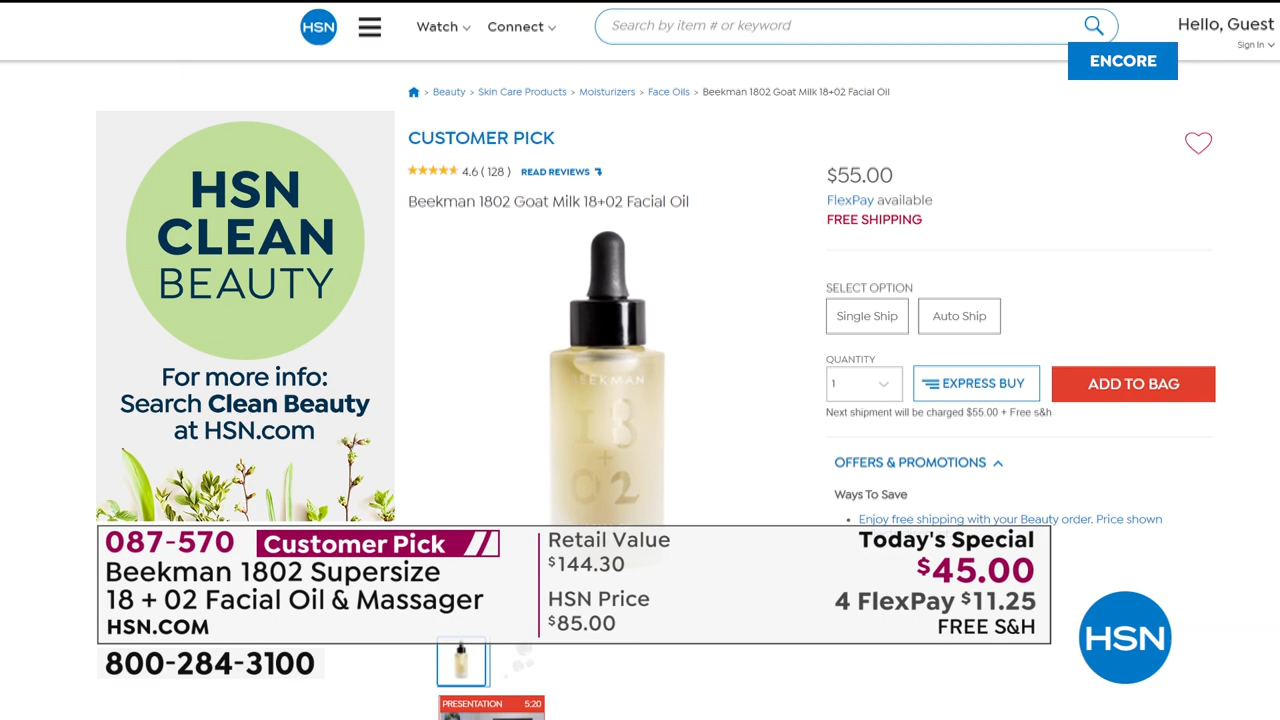 HSN
Watch
Connect
Search by item # or keyword
Hello, Guest
Sign In
ENCORE
> Beauty > Skin Care Products > Moisturizers > Face Oils > Beekman 1802 Goat Milk 18+02 Facial Oil
HSN
CLEAN
BEAUTY
For more info:
Search Clean Beauty
at HSN.com
CUSTOMER PICK
4.6 ( 128 ) READ REVIEWS
Beekman 1802 Goat Milk 18+02 Facial Oil
BEEKMAN
18
+
02
$55.00
FlexPay available
FREE SHIPPING
SELECT OPTION
Single Ship
Auto Ship
QUANTITY
1
EXPRESS BUY
ADD TO BAG
Next shipment will be charged $55.00 + Free s&h
OFFERS & PROMOTIONS
Ways To Save
• Enjoy free shipping with your Beauty order. Price shown
087-570 Customer Pick
Beekman 1802 Supersize
18 + 02 Facial Oil & Massager
HSN.COM
Retail Value
$144.30
HSN Price
$85.00
Today's Special
$45.00
4 FlexPay $11.25
FREE S&H
800-284-3100
HSN
PRESENTATION 5:20